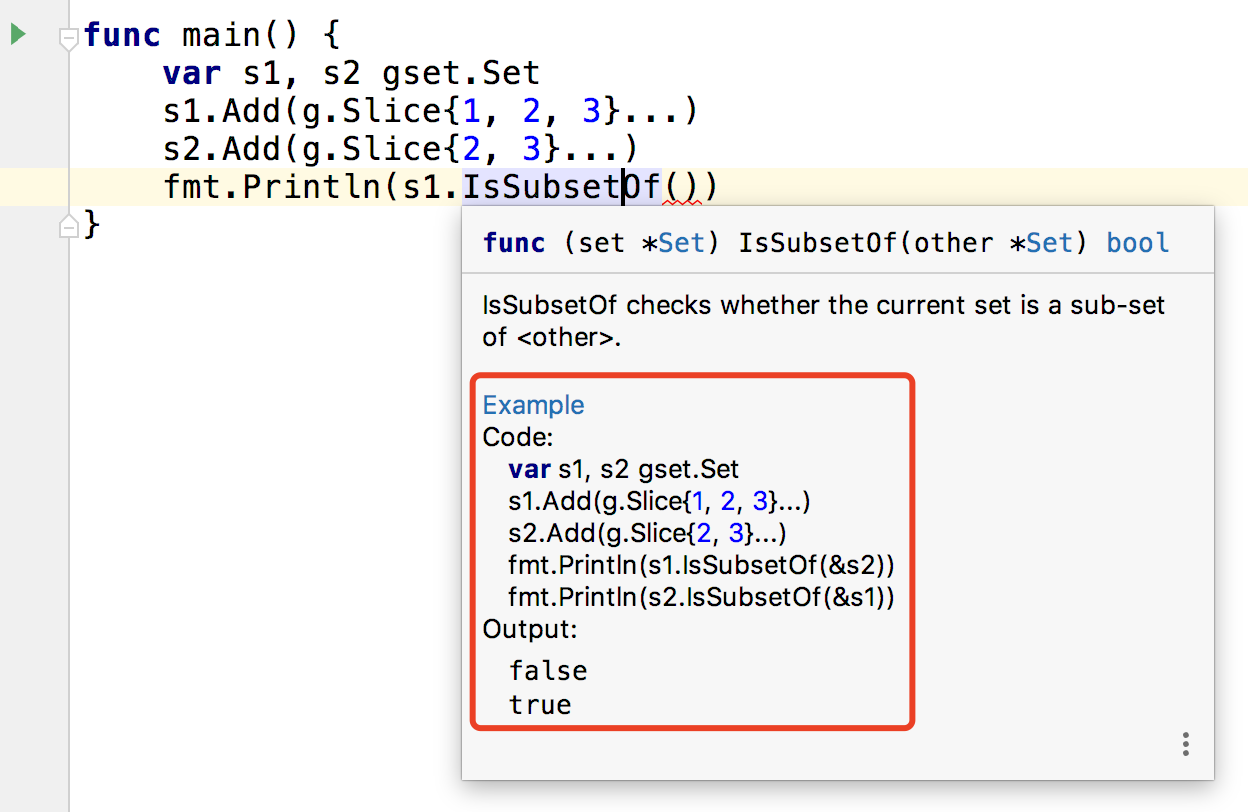 func main() {
var s1, s2 gset.Set
s1.Add(g.Slice{1, 2, 3}...)
s2.Add(g.Slice{2, 3}...)
fmt.Println(s1.IsSubsetOf())
}
func (set *Set) IsSubsetOf(other *Set) bool
IsSubsetOf checks whether the current set is a sub-set
of <other>.
Example
Code:
var s1, s2 gset.Set
s1.Add(g.Slice{1, 2, 3}...)
s2.Add(g.Slice{2, 3}...)
fmt.Println(s1.IsSubsetOf(&s2))
fmt.Println(s2.IsSubsetOf(&s1))
Output:
false
true